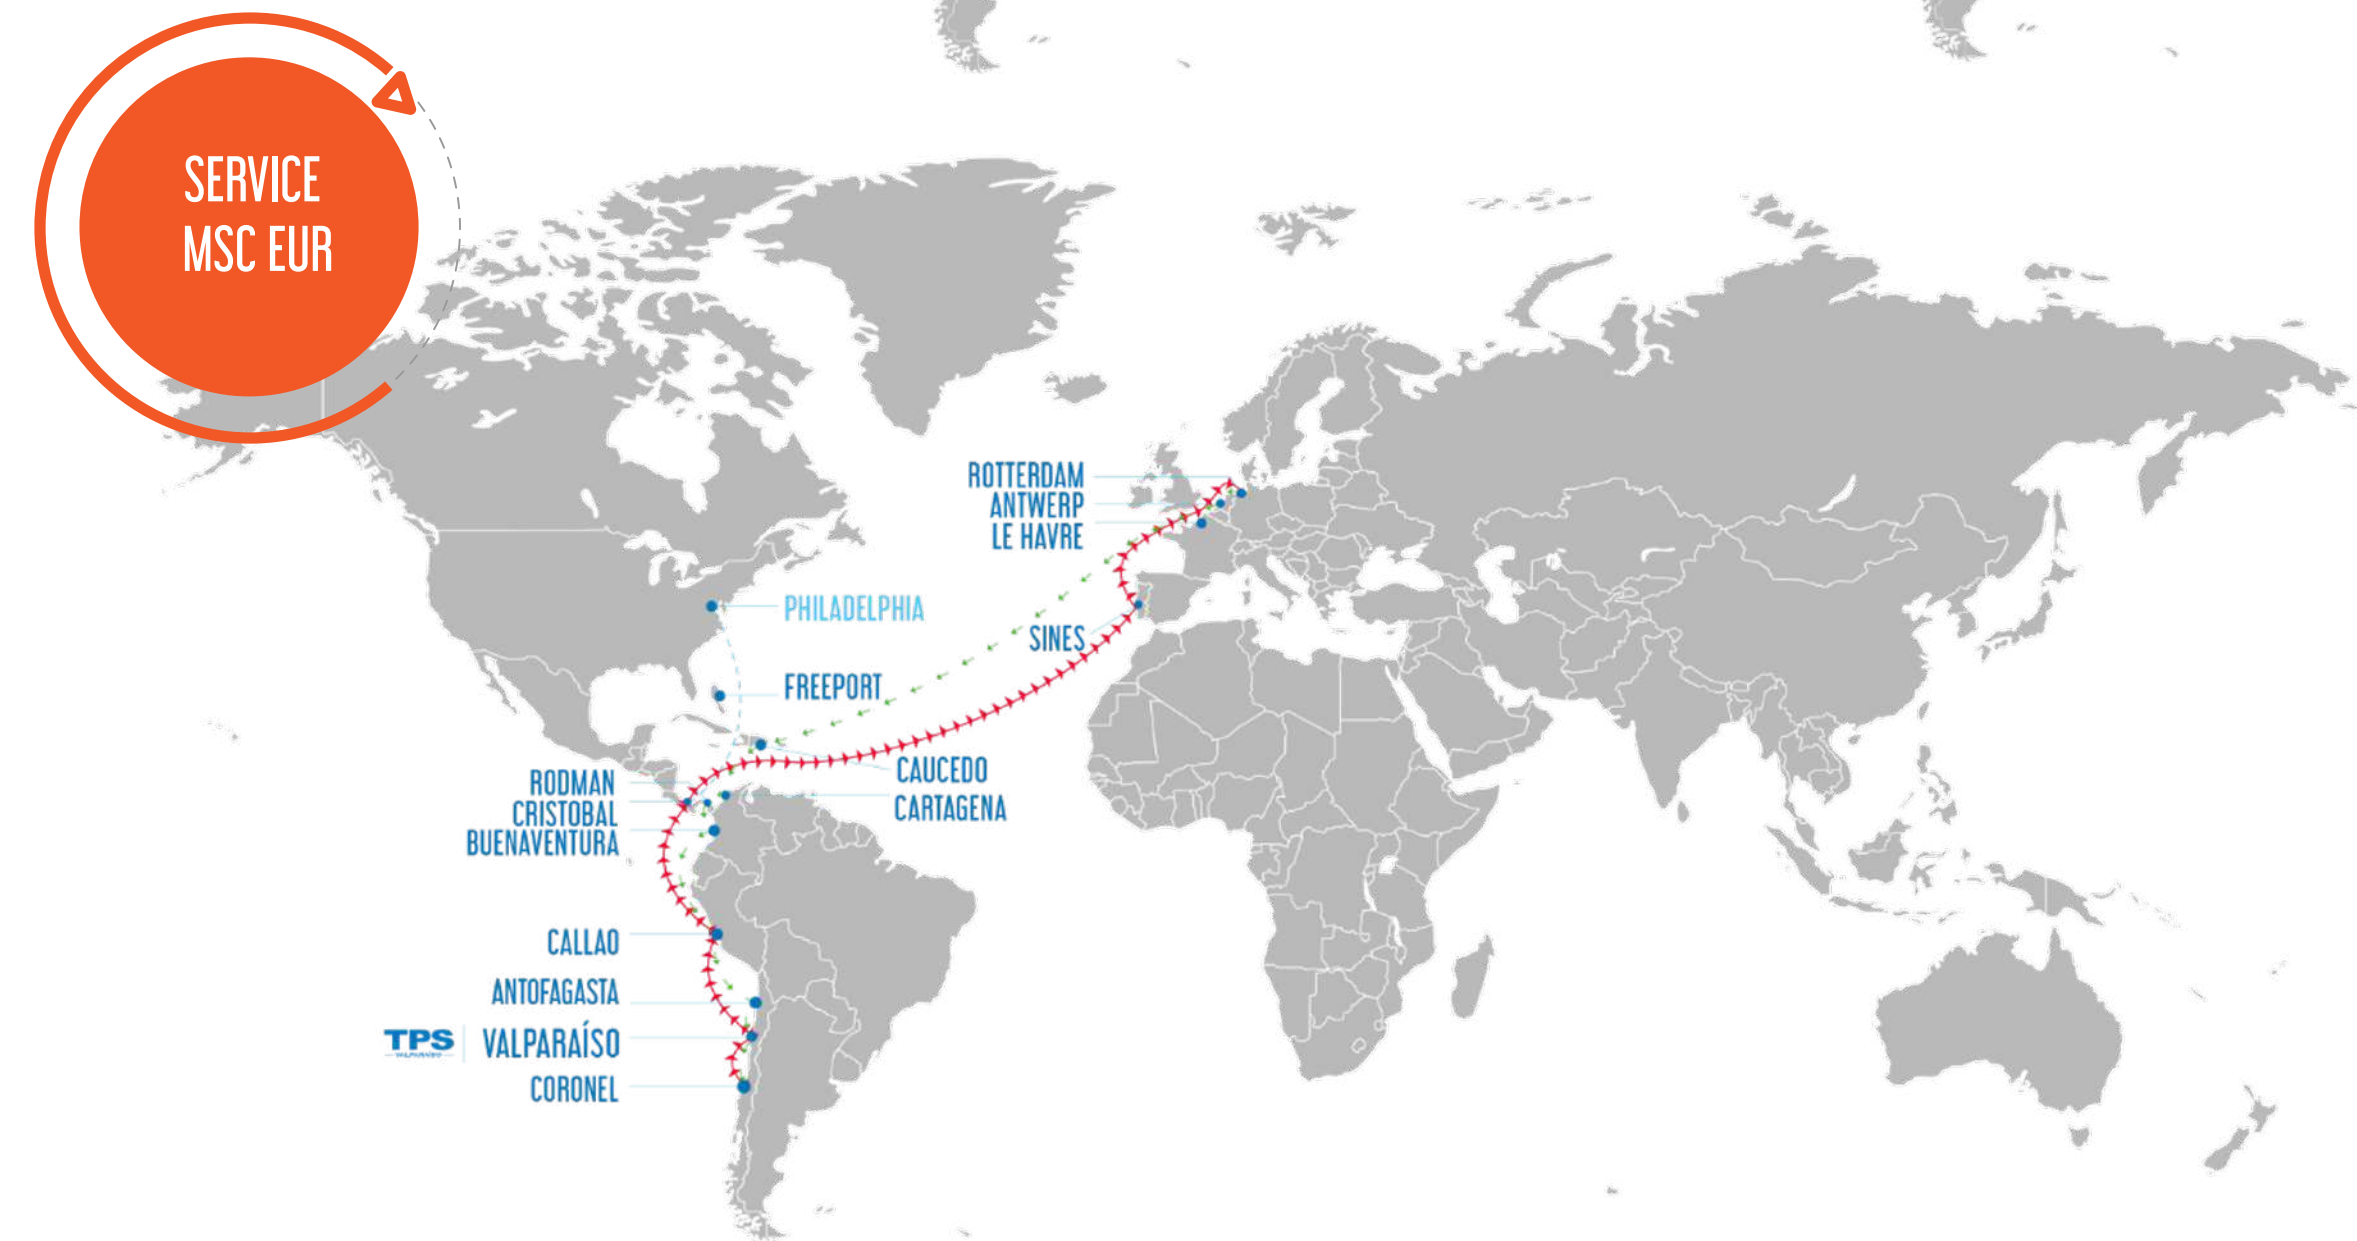 SERVICE
MSC EUR
ROTTERDAM
ANTWERP
LE HAVRE
PHILADELPHIA
SINES
FREEPORT
CAUCEDO
RODMAN
CARTAGENA
CRISTOBAL
BUENAVENTURA
CALLAO
ANTOFAGASTA
TPS
VALPARAÍSO
VALPARAÍSO
CORONEL